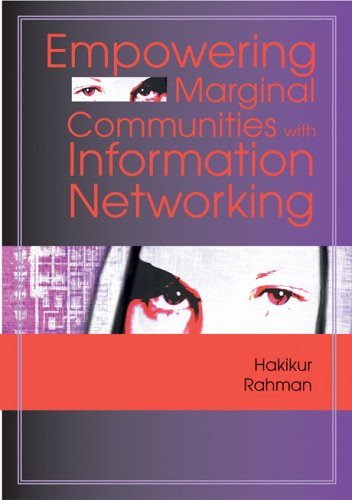 Empowering
Marginal
Communities with
Information
Networking
Hakikur
Rahman